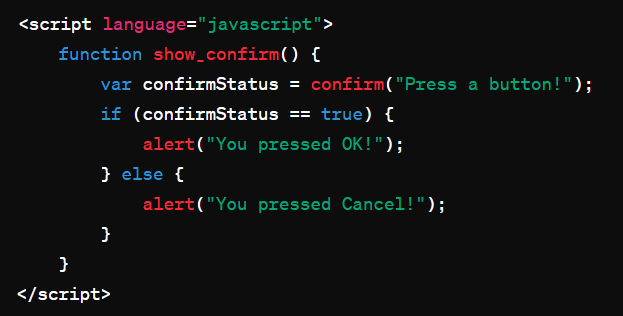 <script language="javascript">
    function show_confirm() {
        var confirmStatus = confirm("Press a button!");
        if (confirmStatus == true) {
            alert("You pressed OK!");
        } else {
            alert("You pressed Cancel!");
        }
    }
</script>